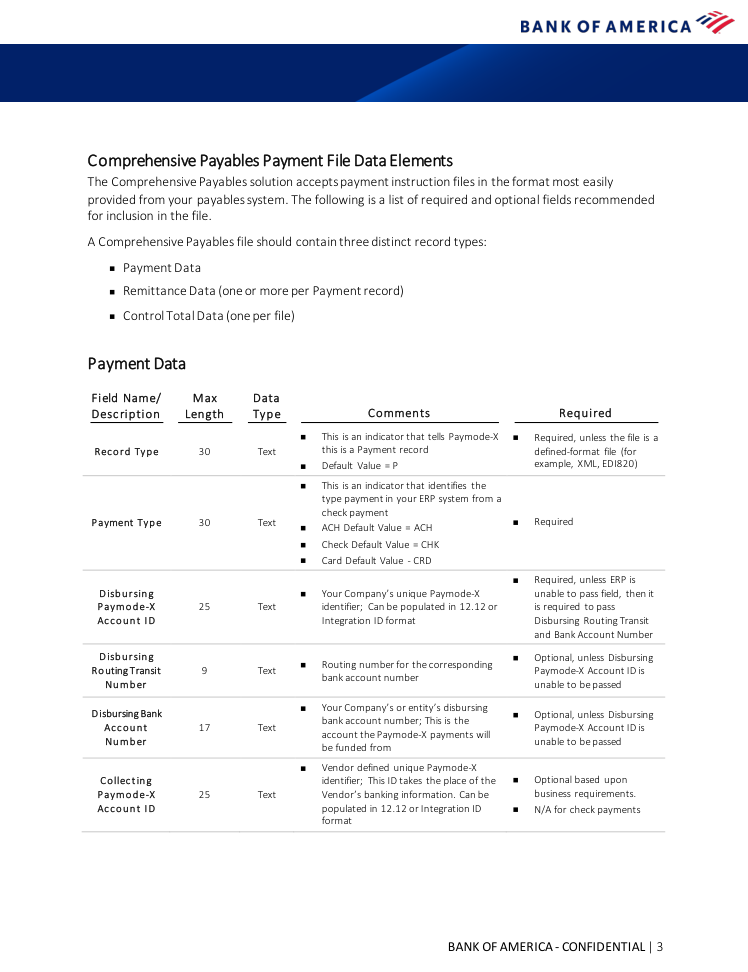 BANK OF AMERICA
Comprehensive Payables Payment File Data Elements
The Comprehensive Payables solution accepts payment instruction files in the format most easily
provided from your payables system. The following is a list of required and optional fields recommended
for inclusion in the file.
A Comprehensive Payables file should contain three distinct record types:
■ Payment Data
■ Remittance Data (one or more per Payment record)
■ Control Total Data (one per file)
Payment Data
Field Name/ Max Data
Description Length Type Comments Required
Record Type 30 Text
■ This is an indicator that tells Paymode-X
this is a Payment record
■ Default Value = P
■ Required, unless the file is a
defined-format file (for
example, XML, EDI820)
Payment Type 30 Text
■ This is an indicator that identifies the
type payment in your ERP system from a
check payment
■ ACH Default Value = ACH
■ Check Default Value = CHK
■ Card Default Value - CRD
■ Required
Disbursing
Paymode-X
Account ID
25 Text
■ Your Company's unique Paymode-X
identifier; Can be populated in 12.12 or
Integration ID format
■ Required, unless ERP is
unable to pass field, then it
is required to pass
Disbursing Routing Transit
and Bank Account Number
Disbursing
Routing Transit
Number
9 Text
■ Routing number for the corresponding
bank account number
■ Optional, unless Disbursing
Paymode-X Account ID is
unable to be passed
Disbursing Bank
Account
Number
17 Text
■ Your Company's or entity's disbursing
bank account number; This is the
account the Paymode-X payments will
be funded from
■ Optional, unless Disbursing
Paymode-X Account ID is
unable to be passed
Collecting
Paymode-X
Account ID
25 Text
■ Vendor defined unique Paymode-X
identifier; This ID takes the place of the
Vendor's banking information. Can be
populated in 12.12 or Integration ID
format
■ Optional based upon
business requirements.
■ N/A for check payments
BANK OF AMERICA - CONFIDENTIAL | 3